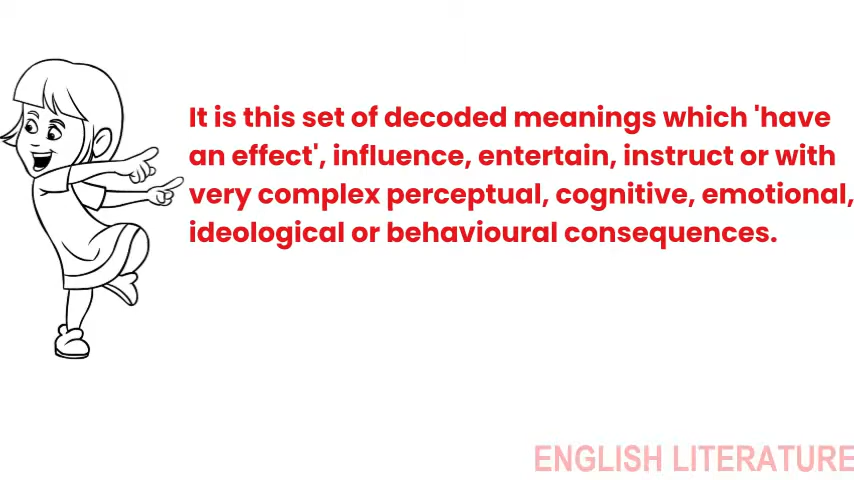 It is this set of decoded meanings which 'have
an effect', influence, entertain, instruct or with
very complex perceptual, cognitive, emotional,
ideological or behavioural consequences.
ENGLISH LITERATURE